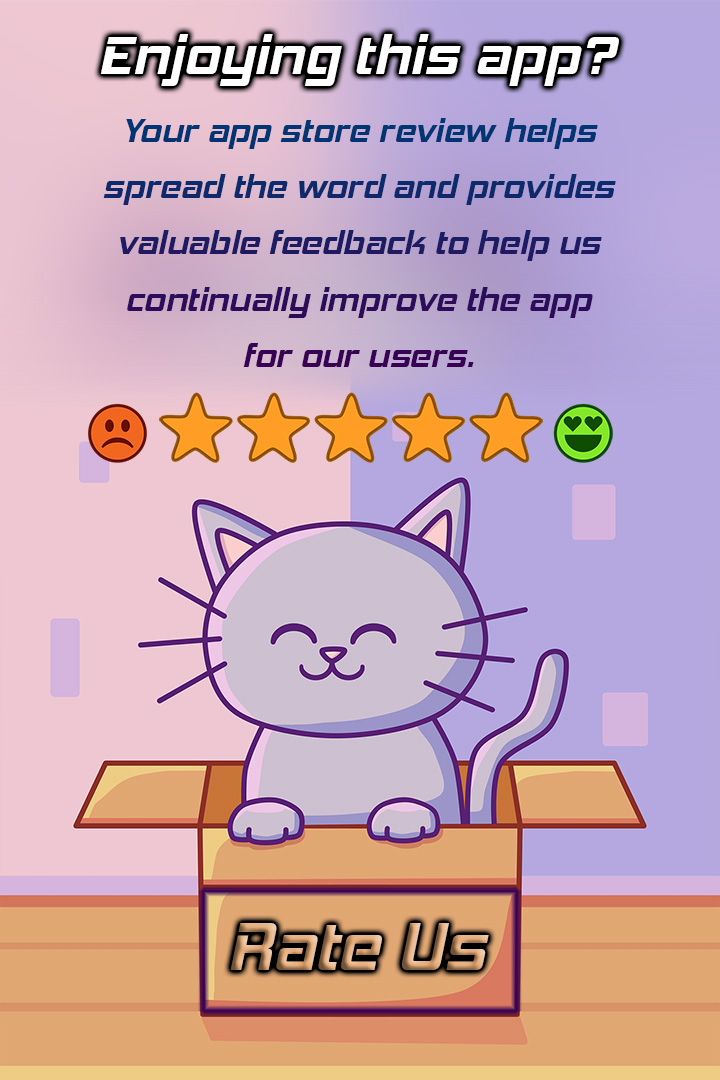 Enjoying this app?
Your app store review helps
spread the word and provides
valuable feedback to help us
continually improve the app
for our users.
Rate Us